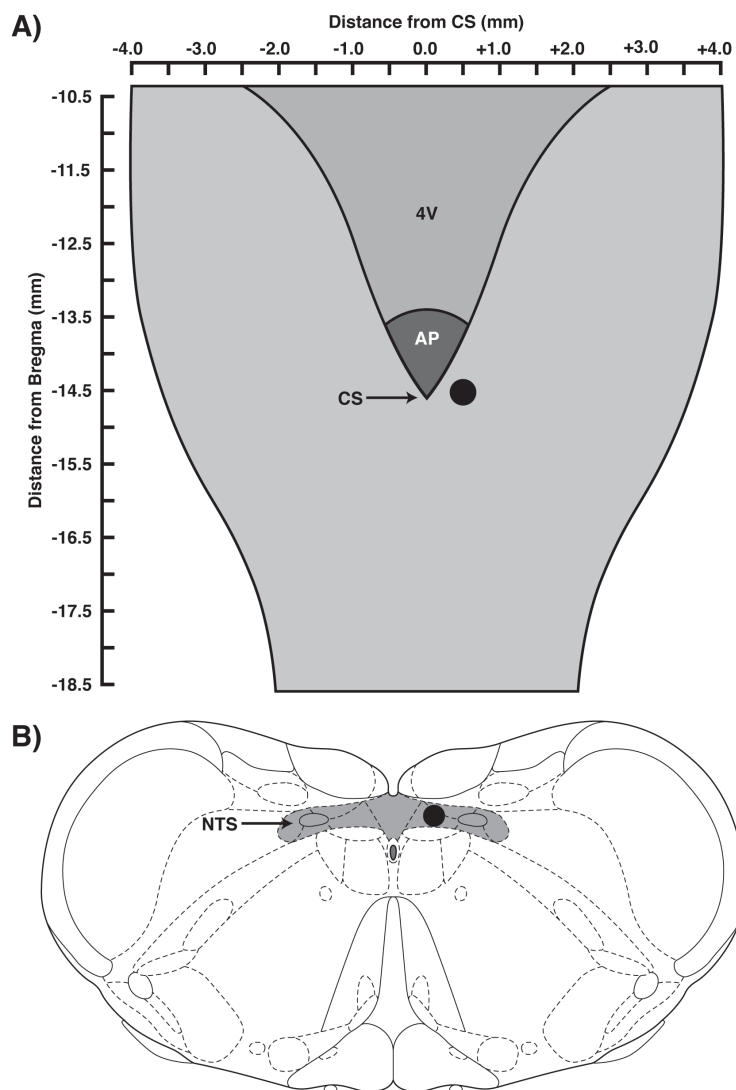 A)
Distance from CS (mm)
-4.0 -3.0 -2.0 -1.0 0.0 +1.0 +2.0 +3.0 +4.0
Distance from Bregma (mm)
-10.5
-11.5
-12.5
-13.5
-14.5
-15.5
-16.5
-17.5
-18.5
4V
AP
CS
B)
NTS